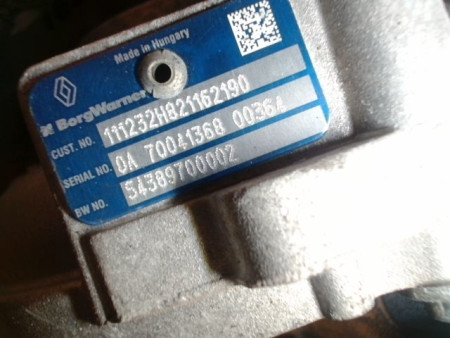 Made in Hungary
BorgWarner
CUST. NO. 111232H821162190
SERIAL NO. 0A 70041368 00364
BW NO. 54389700002